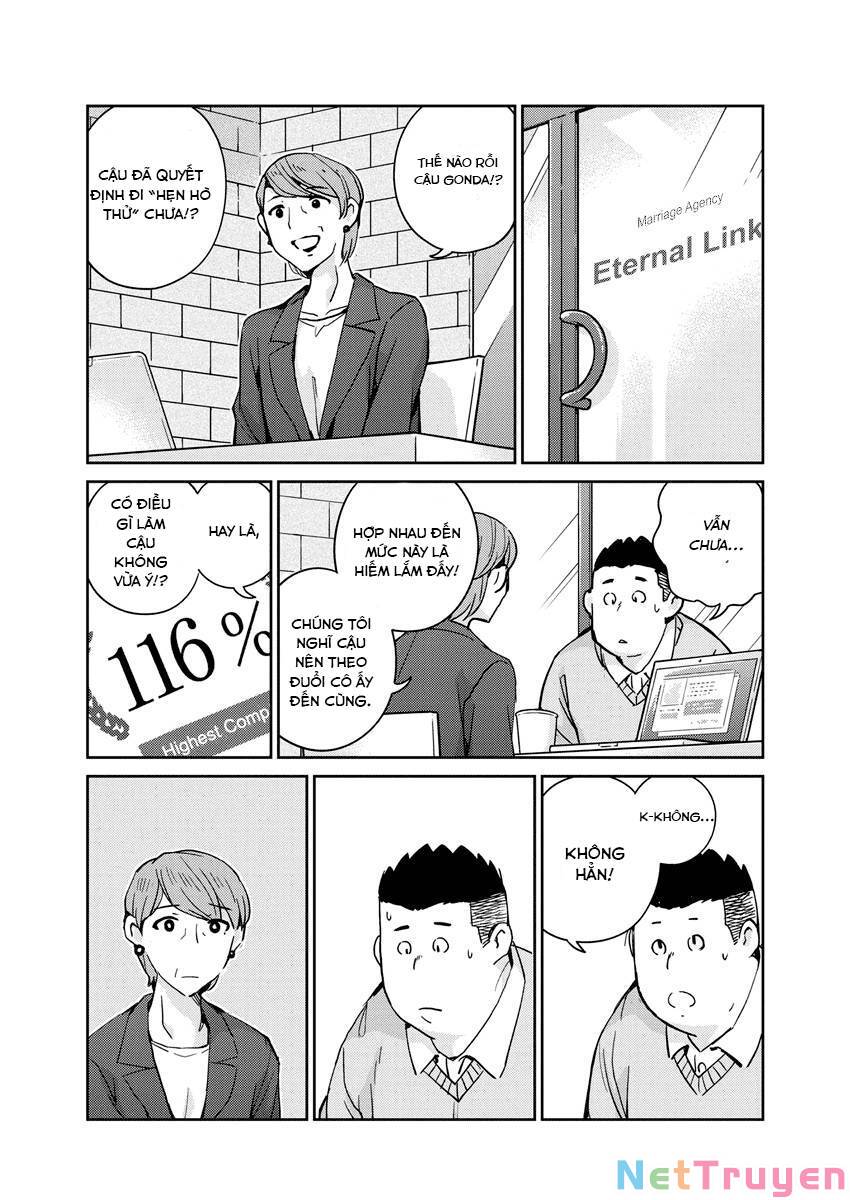 Marriage Agency
Eternal Link
THẾ NÀO RỒI
CẬU GONDA!?
CẬU ĐÃ QUYẾT
ĐỊNH ĐI “HẸN HÒ
THỬ” CHƯA!?
VẪN
CHƯA...
HỢP NHAU ĐẾN
MỨC NÀY LÀ
HIẾM LẮM ĐẤY!
CHÚNG TÔI
NGHĨ CẬU
NÊN THEO
ĐUỔI CÔ ẤY
ĐẾN CÙNG.
HAY LÀ,
CÓ ĐIỀU
GÌ LÀM
CẬU
KHÔNG
VỪA Ý!?
116%
Highest Comp
K-KHÔNG...
KHÔNG
HẲN!
NetTruyen